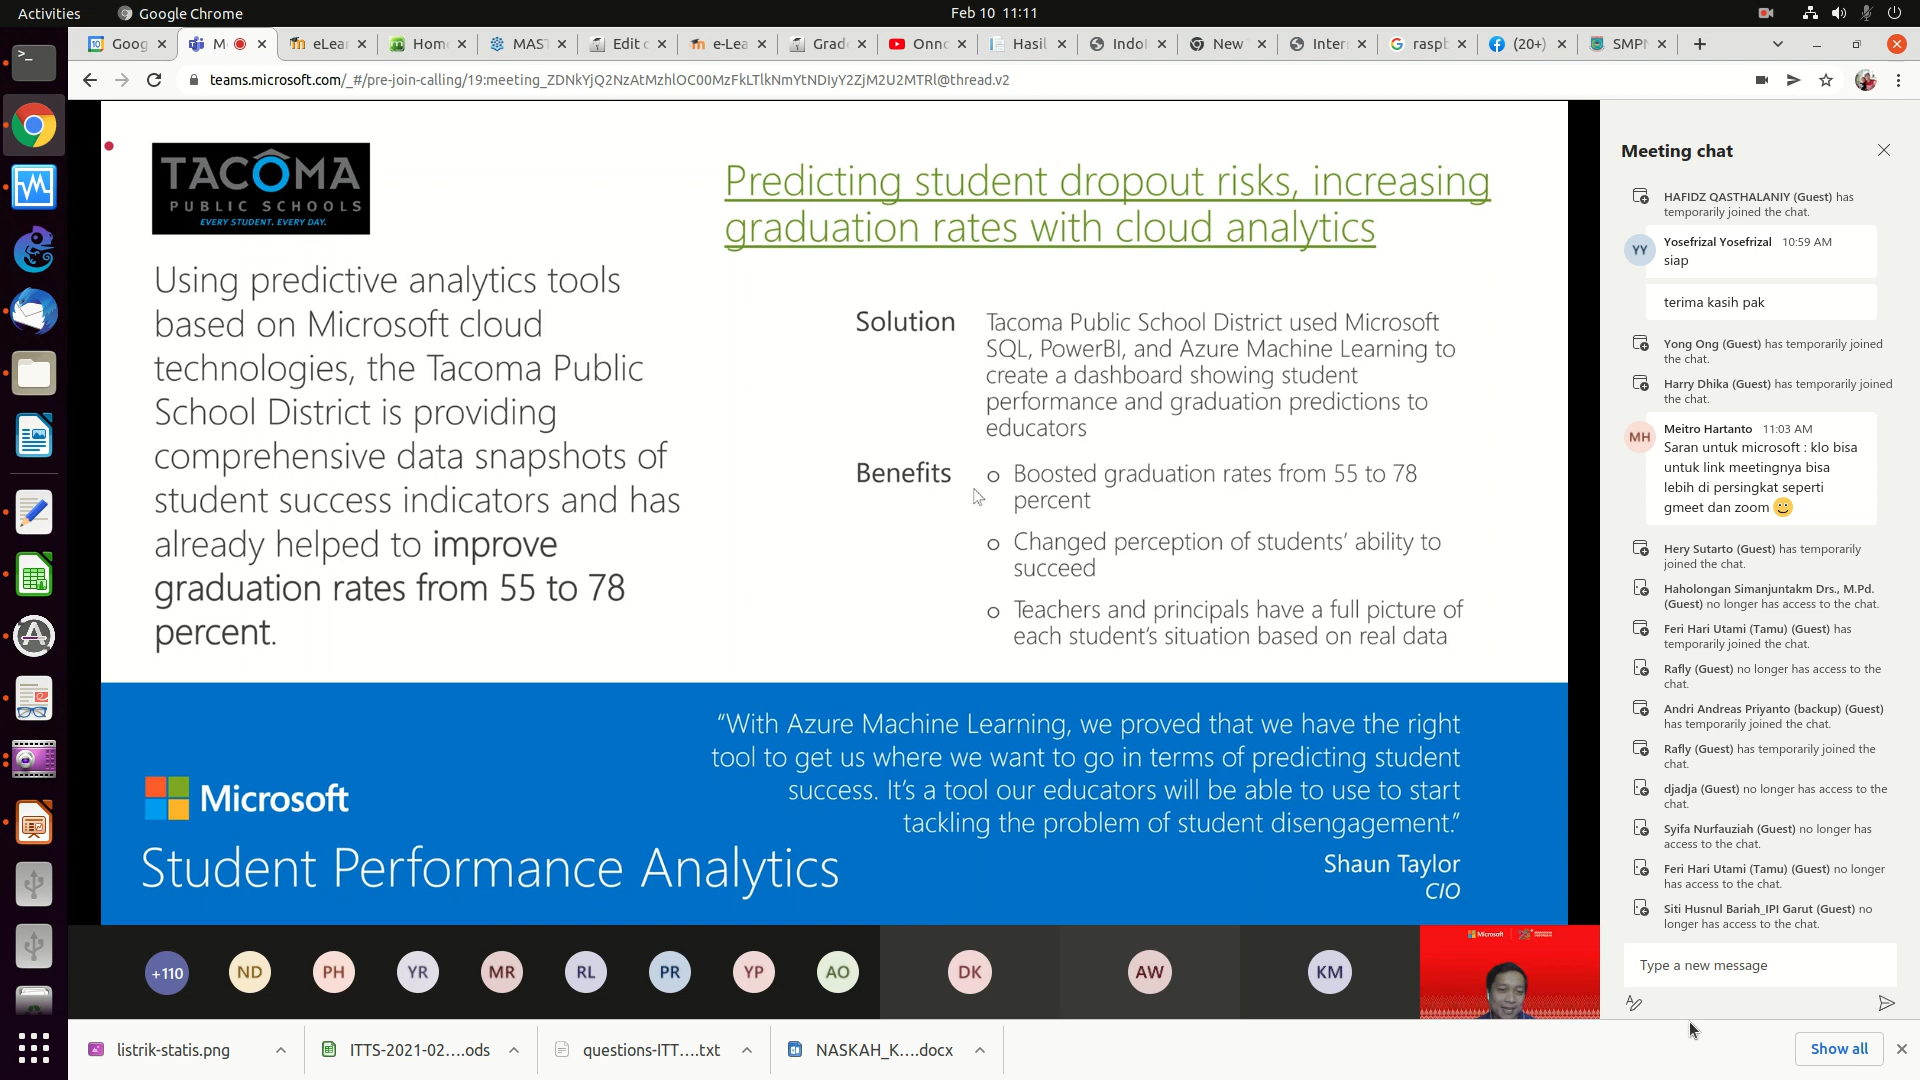 Activities
Google Chrome
Feb 10 11:11
Goog
M
eLear
Hom
MAS
Edit c
e-Lea
Grade
Onno
Hasil
Indo
New
Inter
raspb
(20+)
SMPN
teams.microsoft.com/_#/pre-join-calling/19:meeting_ZDNkYjQ2NzAtMzhlOC00MzFkLTlkNmYtNDIyY2ZjM2U2MTRl@thread.v2
TACOMA
PUBLIC SCHOOLS
EVERY STUDENT. EVERY DAY.
Using predictive analytics tools
based on Microsoft cloud
technologies, the Tacoma Public
School District is providing
comprehensive data snapshots of
student success indicators and has
already helped to improve
graduation rates from 55 to 78
percent.
Predicting student dropout risks, increasing
graduation rates with cloud analytics
Solution
Tacoma Public School District used Microsoft
SQL, PowerBI, and Azure Machine Learning to
create a dashboard showing student
performance and graduation predictions to
educators
Benefits
o Boosted graduation rates from 55 to 78
percent
o Changed perception of students’ ability to
succeed
o Teachers and principals have a full picture of
each student’s situation based on real data
Microsoft
Student Performance Analytics
“With Azure Machine Learning, we proved that we have the right
tool to get us where we want to go in terms of predicting student
success. It’s a tool our educators will be able to use to start
tackling the problem of student disengagement.”
Shaun Taylor
CIO
+110
ND
PH
YR
MR
RL
PR
YP
AO
DK
AW
KM
Microsoft
Meeting chat
HAFIDZ QASTHALANIY (Guest) has
temporarily joined the chat.
YY
Yosefrizal Yosefrizal 10:59 AM
siap
terima kasih pak
Yong Ong (Guest) has temporarily joined
the chat.
Harry Dhika (Guest) has temporarily joined
the chat.
MH
Meitro Hartanto 11:03 AM
Saran untuk microsoft : klo bisa
untuk link meetingnya bisa
lebih di persingkat seperti
gmeet dan zoom
Hery Sutarto (Guest) has temporarily
joined the chat.
Haholongan Simanjuntakm Drs., M.Pd.
(Guest) no longer has access to the chat.
Feri Hari Utami (Tamu) (Guest) has
temporarily joined the chat.
Rafly (Guest) no longer has access to the
chat.
Andri Andreas Priyanto (backup) (Guest)
has temporarily joined the chat.
Rafly (Guest) has temporarily joined the
chat.
djadja (Guest) no longer has access to the
chat.
Syifa Nurfauziah (Guest) no longer has
access to the chat.
Feri Hari Utami (Tamu) (Guest) no longer
has access to the chat.
Siti Husnul Bariah_IPI Garut (Guest) no
longer has access to the chat.
Type a new message
listrik-statis.png
ITTS-2021-02....ods
questions-ITT....txt
NASKAH_K....docx
Show all